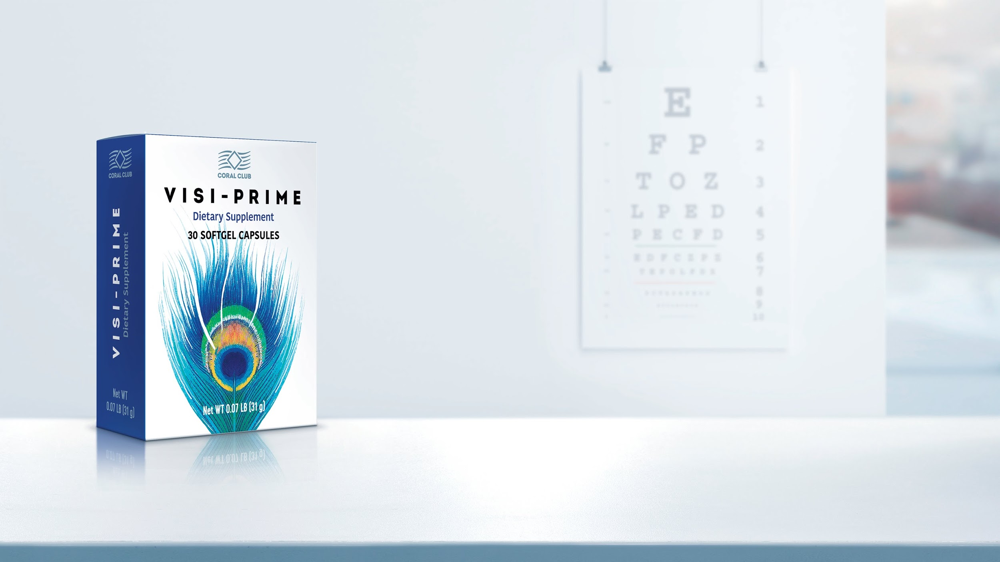 CORAL CLUB
VISI-PRIME
Dietary Supplement
Net WT
0.07 LB (31 g)
CORAL CLUB
VISI-PRIME
Dietary Supplement
30 SOFTGEL CAPSULES
Net WT 0.07 LB (31 g)
E 1
F P 2
T O Z 3
L P E D 4
P E C F D 5
6
7
8
9
10